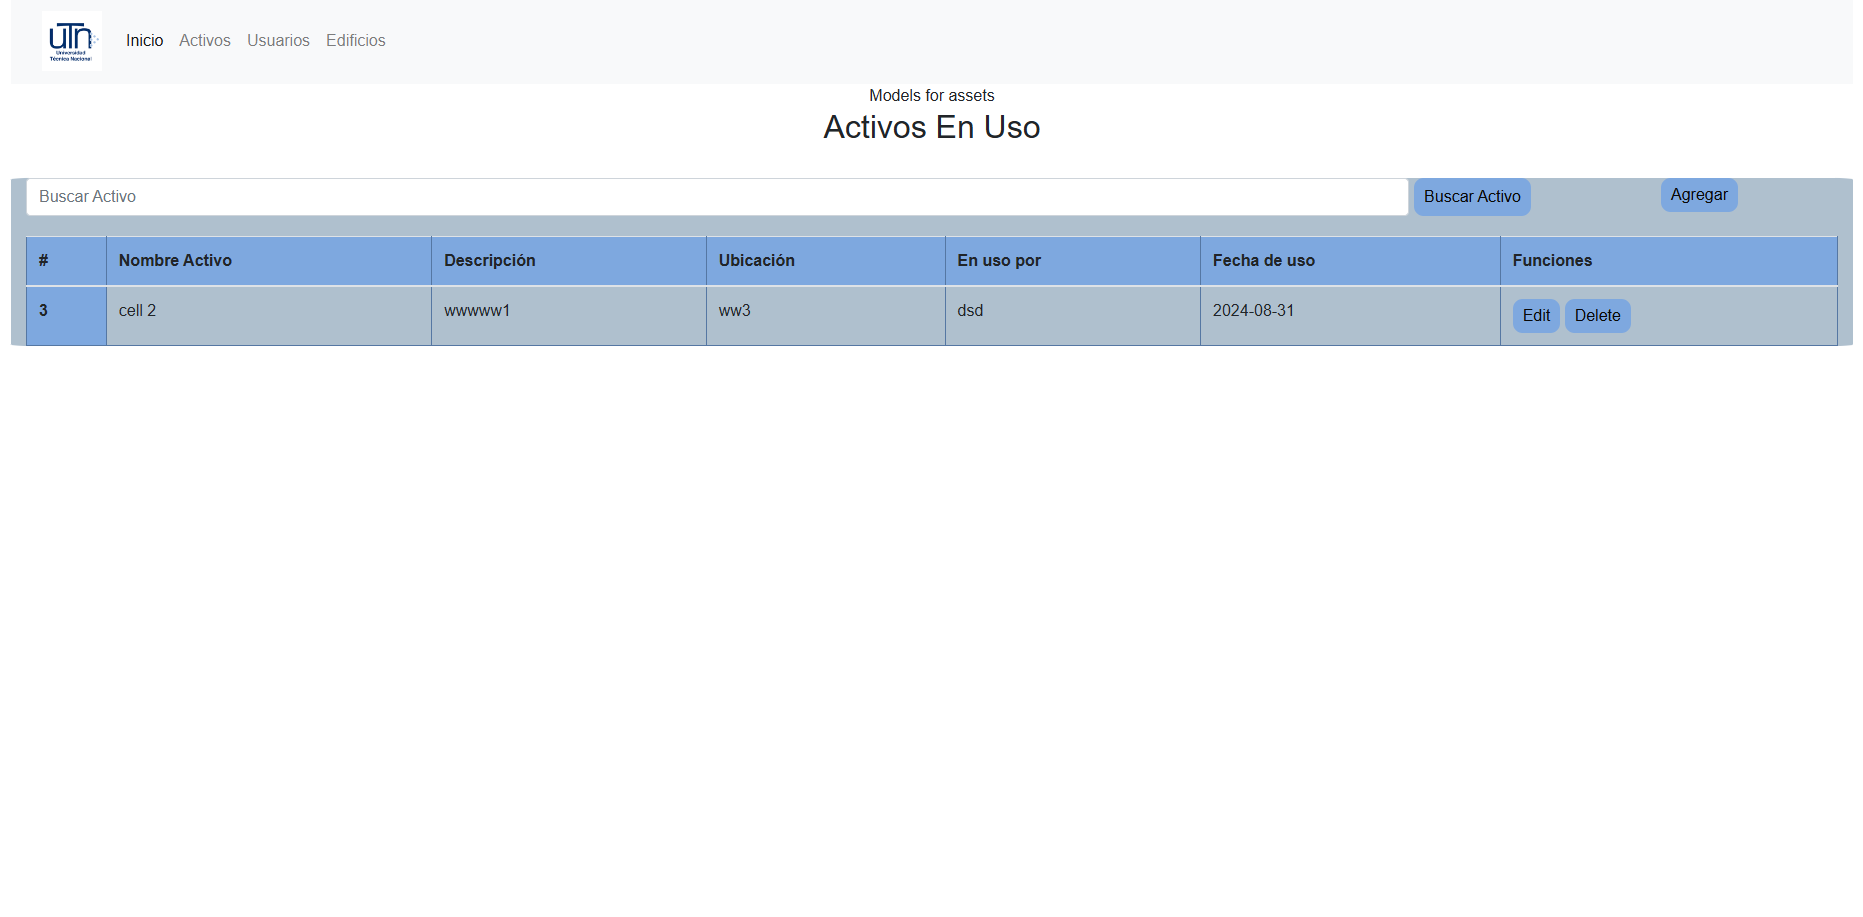 uTn
Universidad
Técnica Nacional
Inicio Activos Usuarios Edificios
Models for assets
Activos En Uso
Buscar Activo Buscar Activo Agregar
# Nombre Activo Descripción Ubicación En uso por Fecha de uso Funciones
3 cell 2 wwwww1 ww3 dsd 2024-08-31 Edit Delete